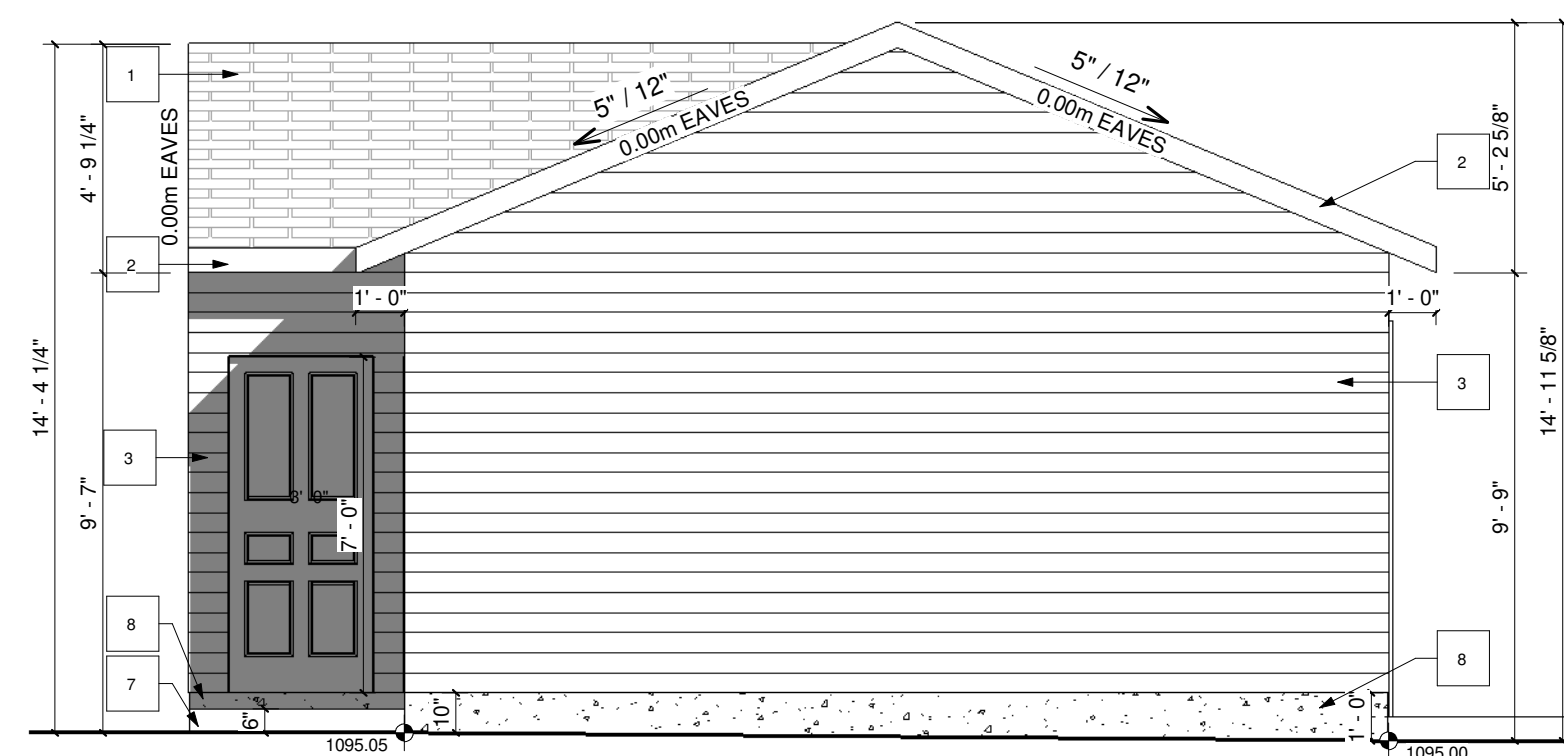 1
5" / 12"
0.00m EAVES
5" / 12"
0.00m EAVES
2
4' - 9 1/4"
0.00m EAVES
5' - 2 5/8"
2
1' - 0"
1' - 0"
14' - 4 1/4"
14' - 11 5/8"
3
3
9' - 7"
3' 0"
7' - 0"
9' - 9"
8
8
7
6"
10"
1' - 0"
1095.05
1095.00